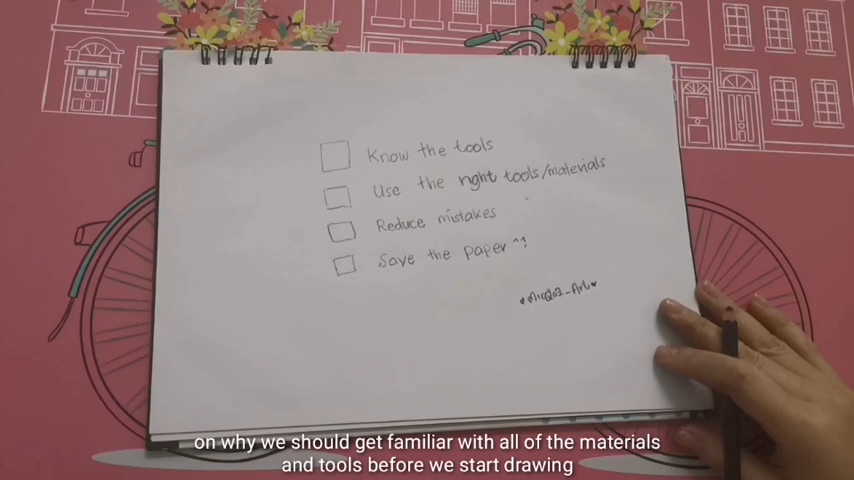 Know the tools
Use the right tools/materials
Reduce mistakes
Save the paper ^^
on why we should get familiar with all of the materials
and tools before we start drawing